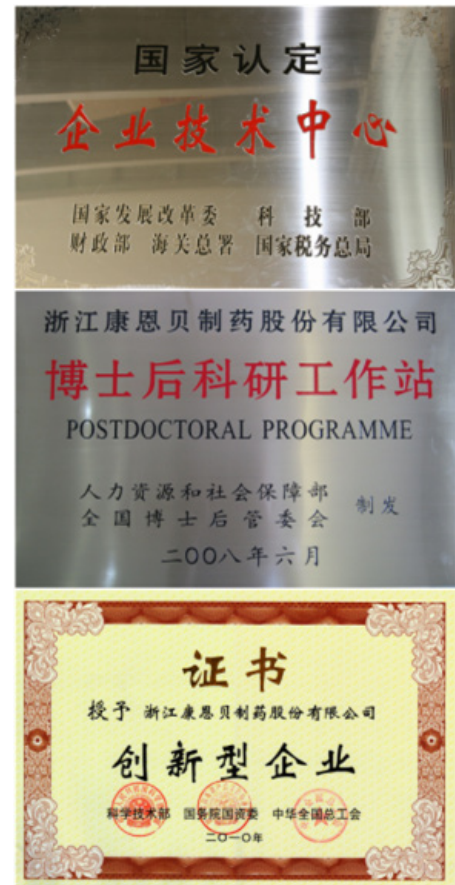 国家认定
企业技术中心
国家发展改革委 科技部
财政部 海关总署 国家税务总局
浙江康恩贝制药股份有限公司
博士后科研工作站
POSTDOCTORAL PROGRAMME
人力资源和社会保障部
全国博士后管委会 制发
二〇〇八年六月
证书
授予 浙江康恩贝制药股份有限公司
创新型企业
科学技术部 国务院国资委 中华全国总工会
二〇一〇年